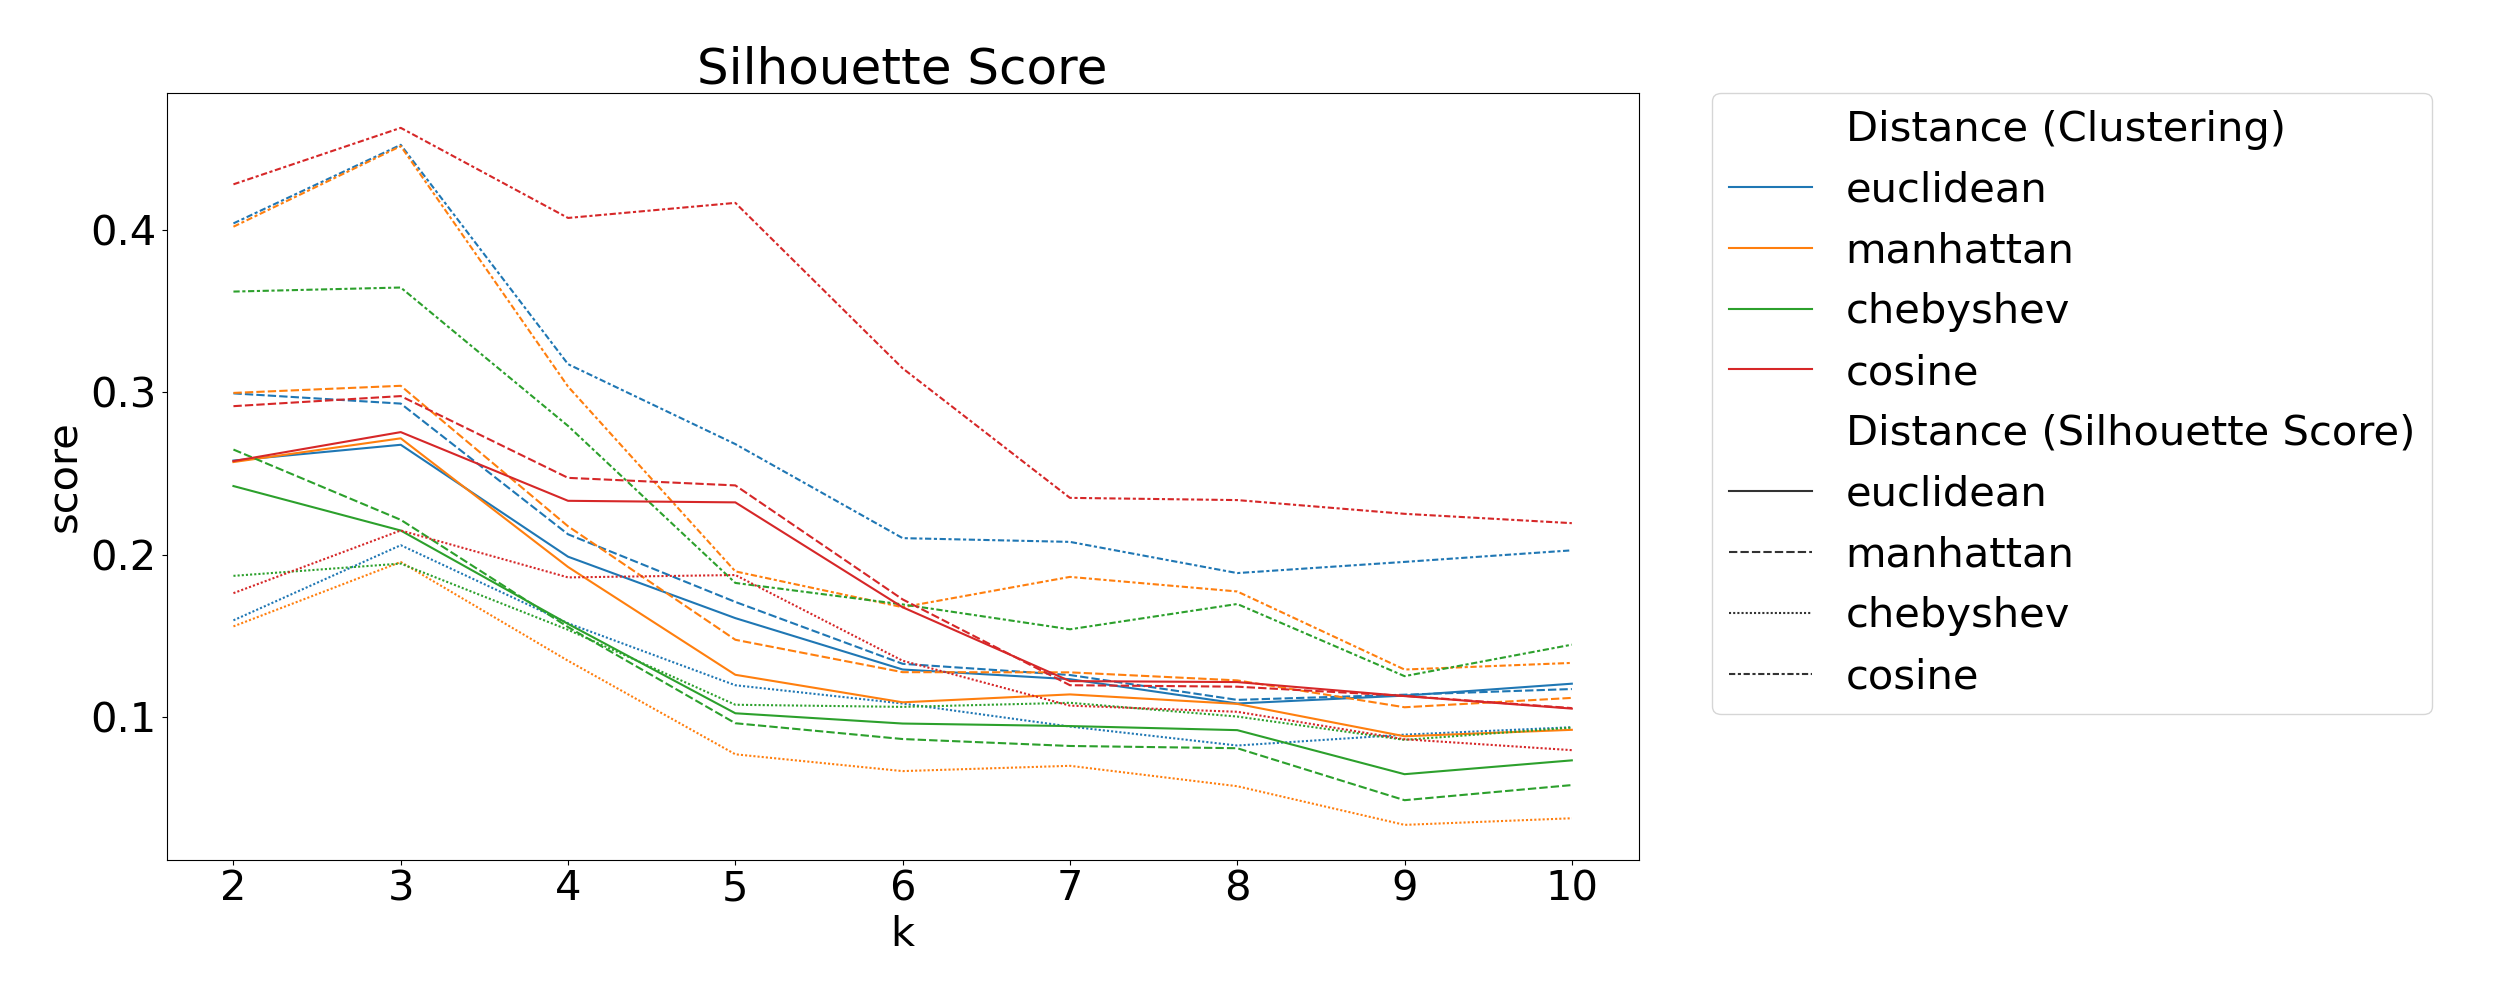 Silhouette Score
score
0.4
0.3
0.2
0.1
2 3 4 5 6 7 8 9 10
k
Distance (Clustering)
euclidean
manhattan
chebyshev
cosine
Distance (Silhouette Score)
euclidean
manhattan
chebyshev
cosine